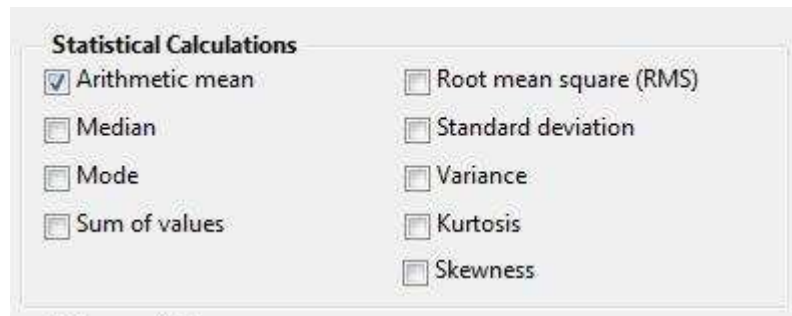 Statistical Calculations
Arithmetic mean
Root mean square (RMS)
Median
Standard deviation
Mode
Variance
Sum of values
Kurtosis
Skewness